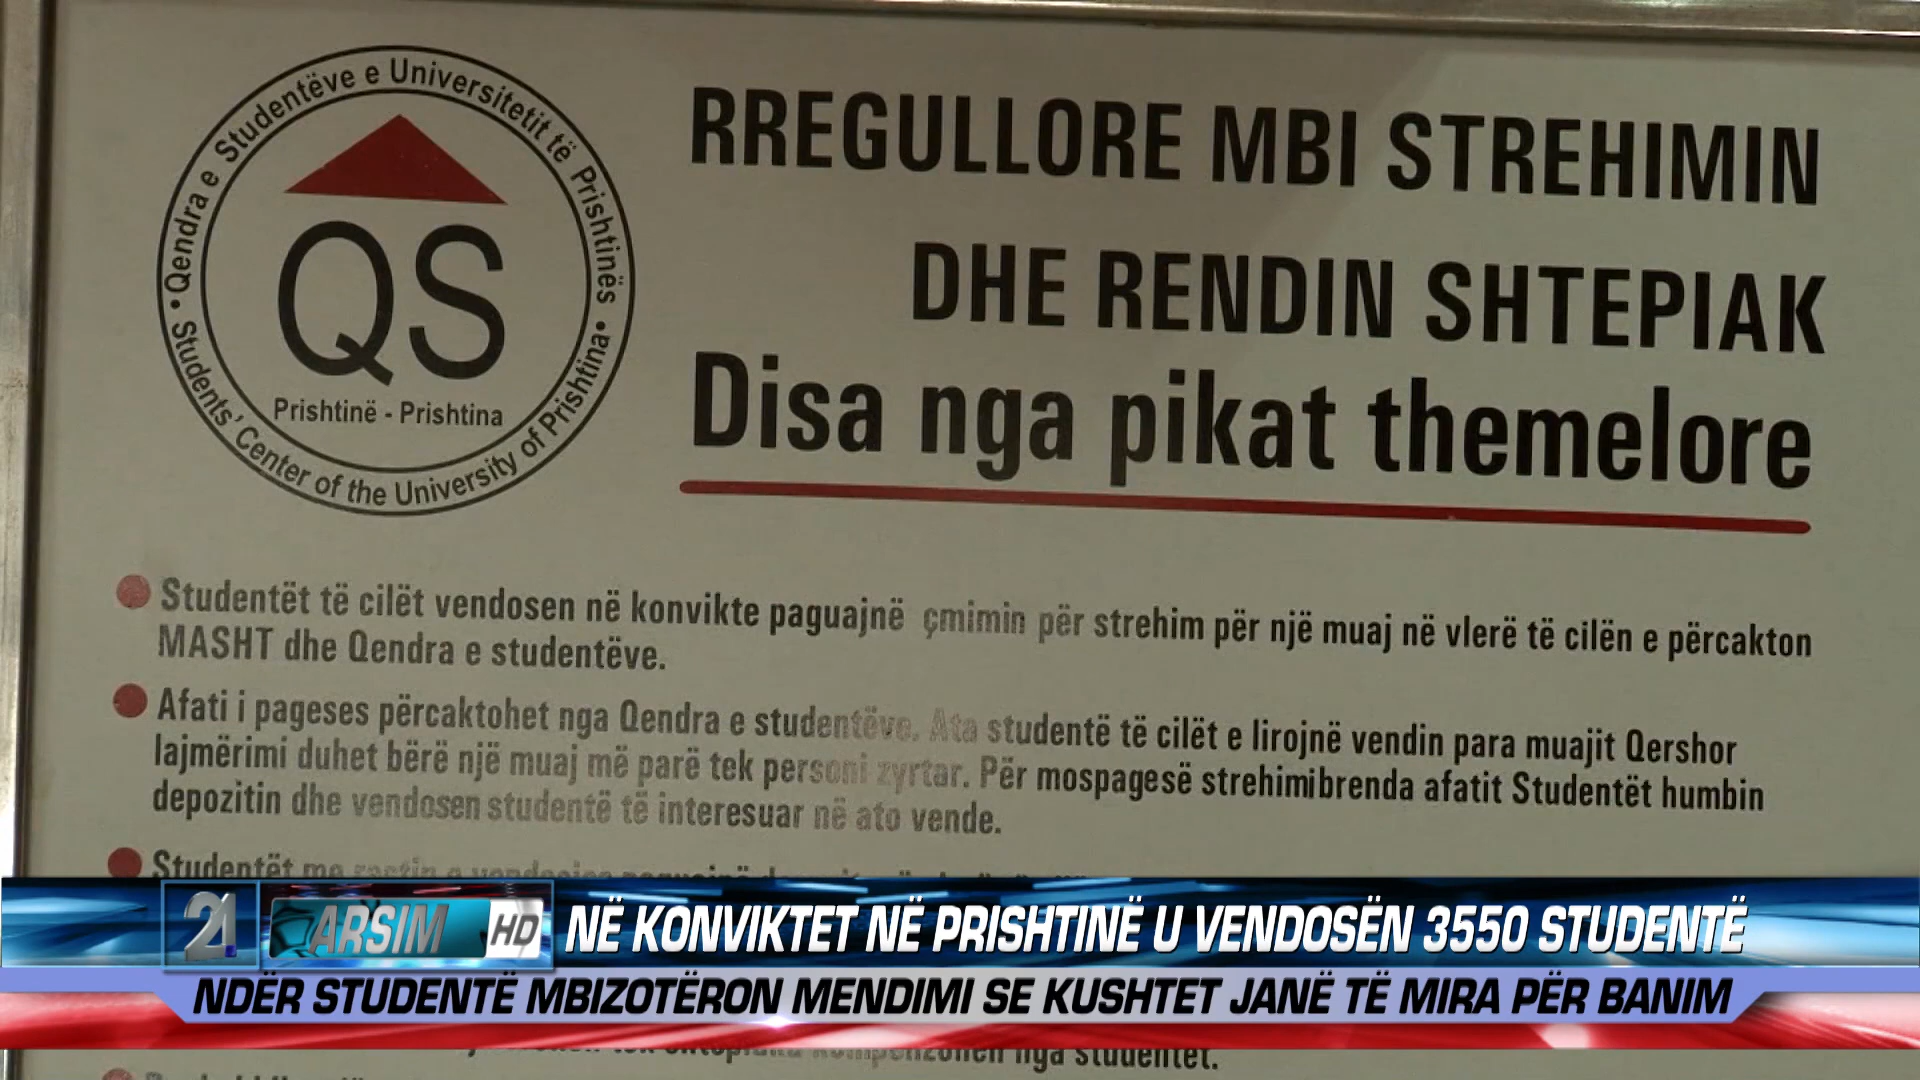 Qendra e Studentëve e Universitetit të Prishtinës
QS
Prishtinë - Prishtina
Students' Center of the University of Prishtina
RREGULLORE MBI STREHIMIN
DHE RENDIN SHTEPIAK
Disa nga pikat themelore
Studentët të cilët vendosen në konvikte paguajnë çmimin për strehim për një muaj në vlerë të cilën e përcakton
MASHT dhe Qendra e studentëve.
Afati i pageses përcaktohet nga Qendra e studentëve. Ata studentë të cilët e lirojnë vendin para muajit Qershor
lajmërimi duhet bërë një muaj më parë tek personi zyrtar. Për mospagesë strehimibrenda afatit Studentët humbin
depozitin dhe vendosen studentë të interesuar në ato vende.
Studentët me rastin e
21 ARSIM HD NË KONVIKTET NË PRISHTINË U VENDOSËN 3550 STUDENTË
NDËR STUDENTË MBIZOTËRON MENDIMI SE KUSHTET JANË TË MIRA PËR BANIM
nga studentët.